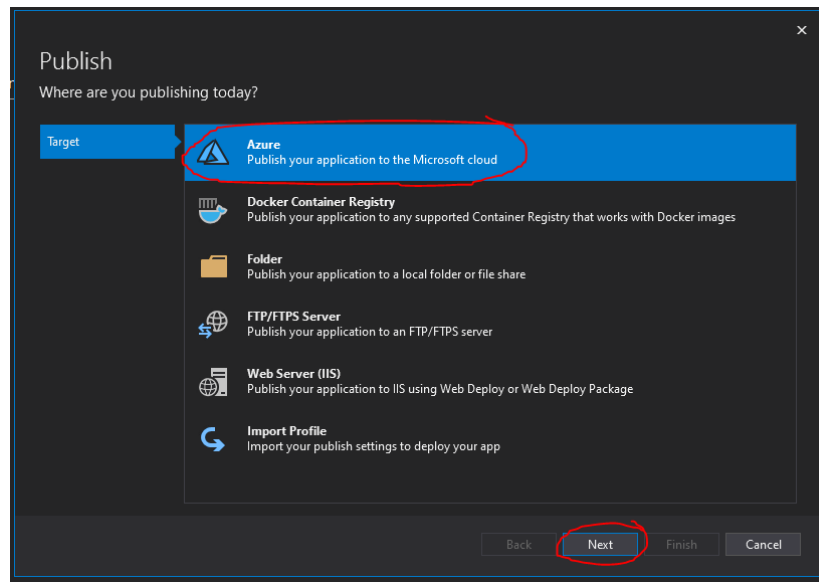 Publish
Where are you publishing today?
Target
Azure
Publish your application to the Microsoft cloud
Docker Container Registry
Publish your application to any supported Container Registry that works with Docker images
Folder
Publish your application to a local folder or file share
FTP/FTPS Server
Publish your application to an FTP/FTPS server
Web Server (IIS)
Publish your application to IIS using Web Deploy or Web Deploy Package
Import Profile
Import your publish settings to deploy your app
Back Next Finish Cancel